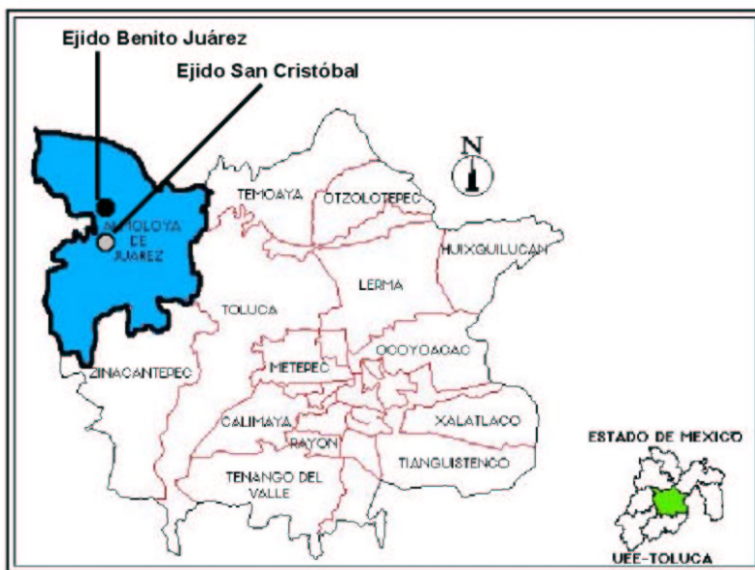 Ejido Benito Juárez
Ejido San Cristóbal
N
TEMOAYA
OTZOLOTEPEC
ALMOLOYA
DE
JUAREZ
HUIXQUILUCAN
LERMA
TOLUCA
OCOYOACAC
ZINACANTEPEC
METEPEC
CALIMAYA
XALATLACO
RAYON
TIANGUISTENCO
TENANGO DEL
VALLE
ESTADO DE MEXICO
UEE-TOLUCA